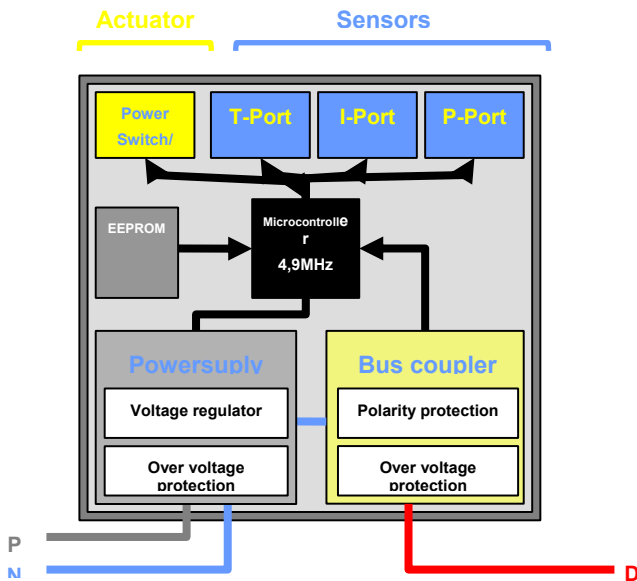 Actuator
Sensors
Power
Switch/
T-Port
I-Port
P-Port
EEPROM
Microcontrolle
r
4,9MHz
Powersuply
Bus coupler
Voltage regulator
Polarity protection
Over voltage
protection
Over voltage
protection
P
N
D